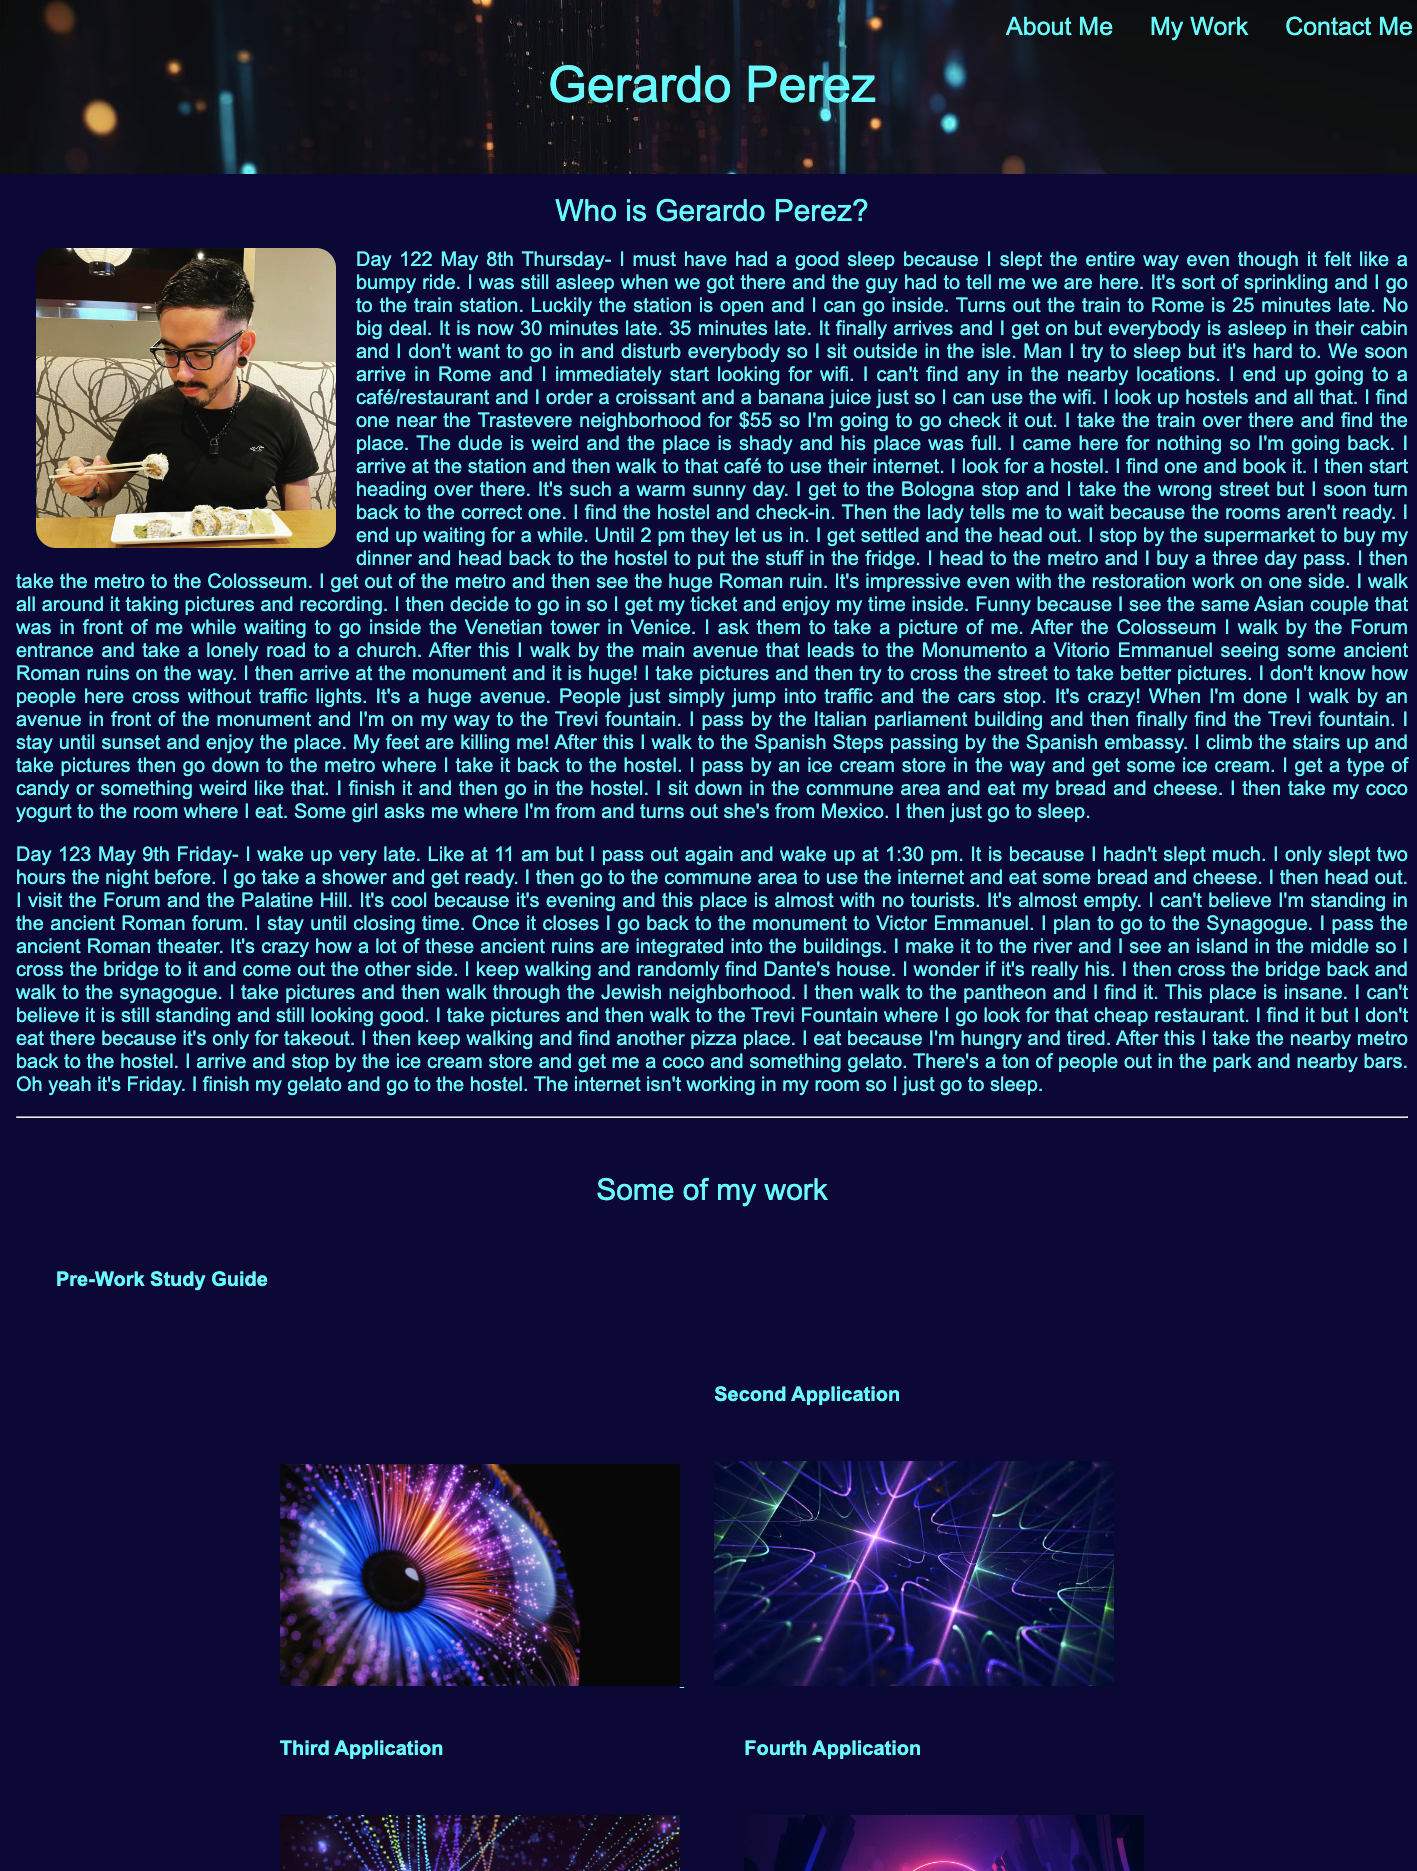 About Me
My Work
Contact Me
Gerardo Perez
Who is Gerardo Perez?
Day 122 May 8th Thursday- I must have had a good sleep because I slept the entire way even though it felt like a
bumpy ride. I was still asleep when we got there and the guy had to tell me we are here. It's sort of sprinkling and I go
to the train station. Luckily the station is open and I can go inside. Turns out the train to Rome is 25 minutes late. No
big deal. It is now 30 minutes late. 35 minutes late. It finally arrives and I get on but everybody is asleep in their cabin
and I don't want to go in and disturb everybody so I sit outside in the isle. Man I try to sleep but it's hard to. We soon
arrive in Rome and I immediately start looking for wifi. I can't find any in the nearby locations. I end up going to a
café/restaurant and I order a croissant and a banana juice just so I can use the wifi. I look up hostels and all that. I find
one near the Trastevere neighborhood for $55 so I'm going to go check it out. I take the train over there and find the
place. The dude is weird and the place is shady and his place was full. I came here for nothing so I'm going back. I
arrive at the station and then walk to that café to use their internet. I look for a hostel. I find one and book it. I then start
heading over there. It's such a warm sunny day. I get to the Bologna stop and I take the wrong street but I soon turn
back to the correct one. I find the hostel and check-in. Then the lady tells me to wait because the rooms aren't ready. I
end up waiting for a while. Until 2 pm they let us in. I get settled and the head out. I stop by the supermarket to buy my
dinner and head back to the hostel to put the stuff in the fridge. I head to the metro and I buy a three day pass. I then
take the metro to the Colosseum. I get out of the metro and then see the huge Roman ruin. It's impressive even with the restoration work on one side. I walk
all around it taking pictures and recording. I then decide to go in so I get my ticket and enjoy my time inside. Funny because I see the same Asian couple that
was in front of me while waiting to go inside the Venetian tower in Venice. I ask them to take a picture of me. After the Colosseum I walk by the Forum
entrance and take a lonely road to a church. After this I walk by the main avenue that leads to the Monumento a Vitorio Emmanuel seeing some ancient
Roman ruins on the way. I then arrive at the monument and it is huge! I take pictures and then try to cross the street to take better pictures. I don't know how
people here cross without traffic lights. It's a huge avenue. People just simply jump into traffic and the cars stop. It's crazy! When I'm done I walk by an
avenue in front of the monument and I'm on my way to the Trevi fountain. I pass by the Italian parliament building and then finally find the Trevi fountain. I
stay until sunset and enjoy the place. My feet are killing me! After this I walk to the Spanish Steps passing by the Spanish embassy. I climb the stairs up and
take pictures then go down to the metro where I take it back to the hostel. I pass by an ice cream store in the way and get some ice cream. I get a type of
candy or something weird like that. I finish it and then go in the hostel. I sit down in the commune area and eat my bread and cheese. I then take my coco
yogurt to the room where I eat. Some girl asks me where I'm from and turns out she's from Mexico. I then just go to sleep.
Day 123 May 9th Friday- I wake up very late. Like at 11 am but I pass out again and wake up at 1:30 pm. It is because I hadn't slept much. I only slept two
hours the night before. I go take a shower and get ready. I then go to the commune area to use the internet and eat some bread and cheese. I then head out.
I visit the Forum and the Palatine Hill. It's cool because it's evening and this place is almost with no tourists. It's almost empty. I can't believe I'm standing in
the ancient Roman forum. I stay until closing time. Once it closes I go back to the monument to Victor Emmanuel. I plan to go to the Synagogue. I pass the
ancient Roman theater. It's crazy how a lot of these ancient ruins are integrated into the buildings. I make it to the river and I see an island in the middle so I
cross the bridge to it and come out the other side. I keep walking and randomly find Dante's house. I wonder if it's really his. I then cross the bridge back and
walk to the synagogue. I take pictures and then walk through the Jewish neighborhood. I then walk to the pantheon and I find it. This place is insane. I can't
believe it is still standing and still looking good. I take pictures and then walk to the Trevi Fountain where I go look for that cheap restaurant. I find it but I don't
eat there because it's only for takeout. I then keep walking and find another pizza place. I eat because I'm hungry and tired. After this I take the nearby metro
back to the hostel. I arrive and stop by the ice cream store and get me a coco and something gelato. There's a ton of people out in the park and nearby bars.
Oh yeah it's Friday. I finish my gelato and go to the hostel. The internet isn't working in my room so I just go to sleep.
Some of my work
Pre-Work Study Guide
Second Application
Third Application
Fourth Application